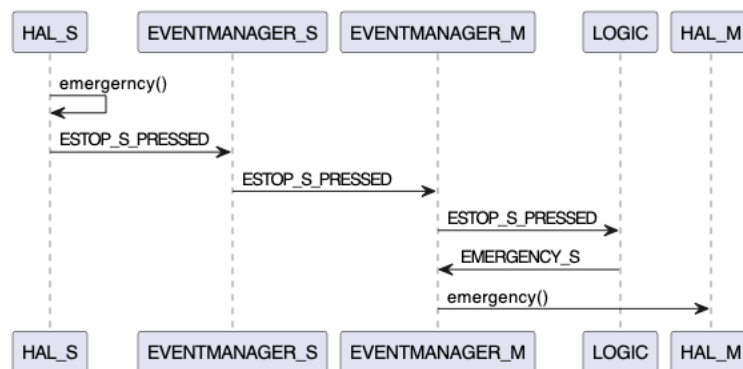 HAL_S EVENTMANAGER_S EVENTMANAGER_M LOGIC HAL_M
emergerncy()
ESTOP_S_PRESSED
ESTOP_S_PRESSED
ESTOP_S_PRESSED
EMERGENCY_S
emergency()
HAL_S EVENTMANAGER_S EVENTMANAGER_M LOGIC HAL_M